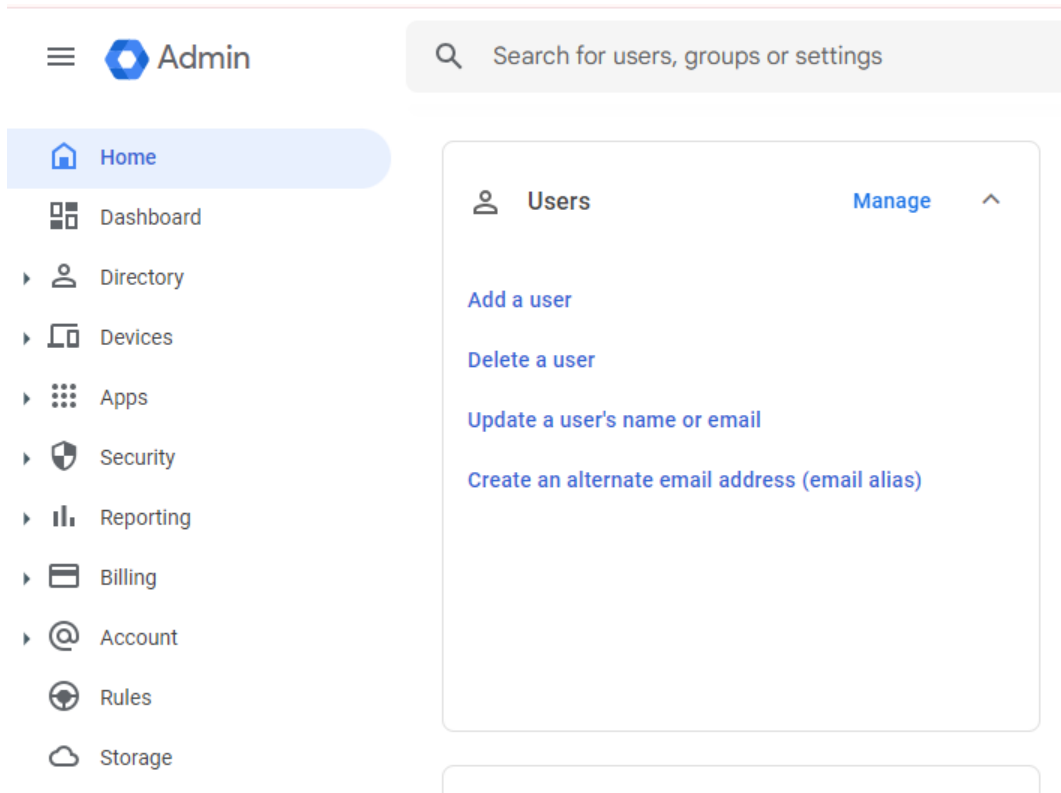 Admin
Search for users, groups or settings
Home
Dashboard
Directory
Devices
Apps
Security
Reporting
Billing
Account
Rules
Storage
Users
Manage
Add a user
Delete a user
Update a user's name or email
Create an alternate email address (email alias)